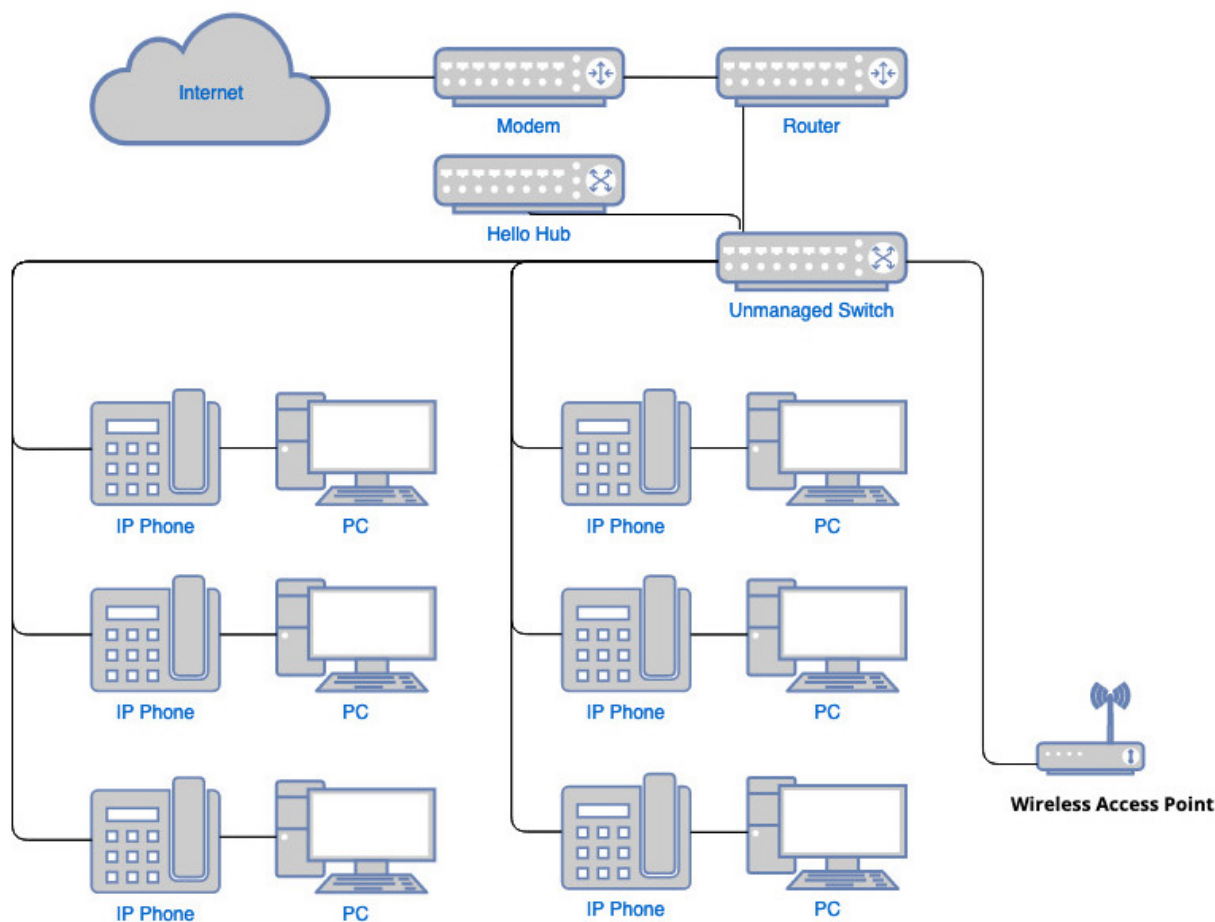 Internet
Modem
Router
Hello Hub
Unmanaged Switch
IP Phone
PC
IP Phone
PC
IP Phone
PC
IP Phone
PC
Wireless Access Point
IP Phone
PC
IP Phone
PC